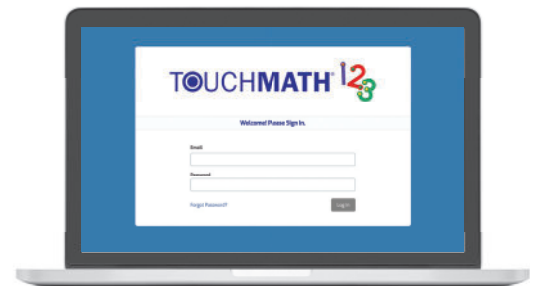 TOUCHMATH 123
Welcome! Please Sign In.
Email
Password
Forgot Password?
Log In